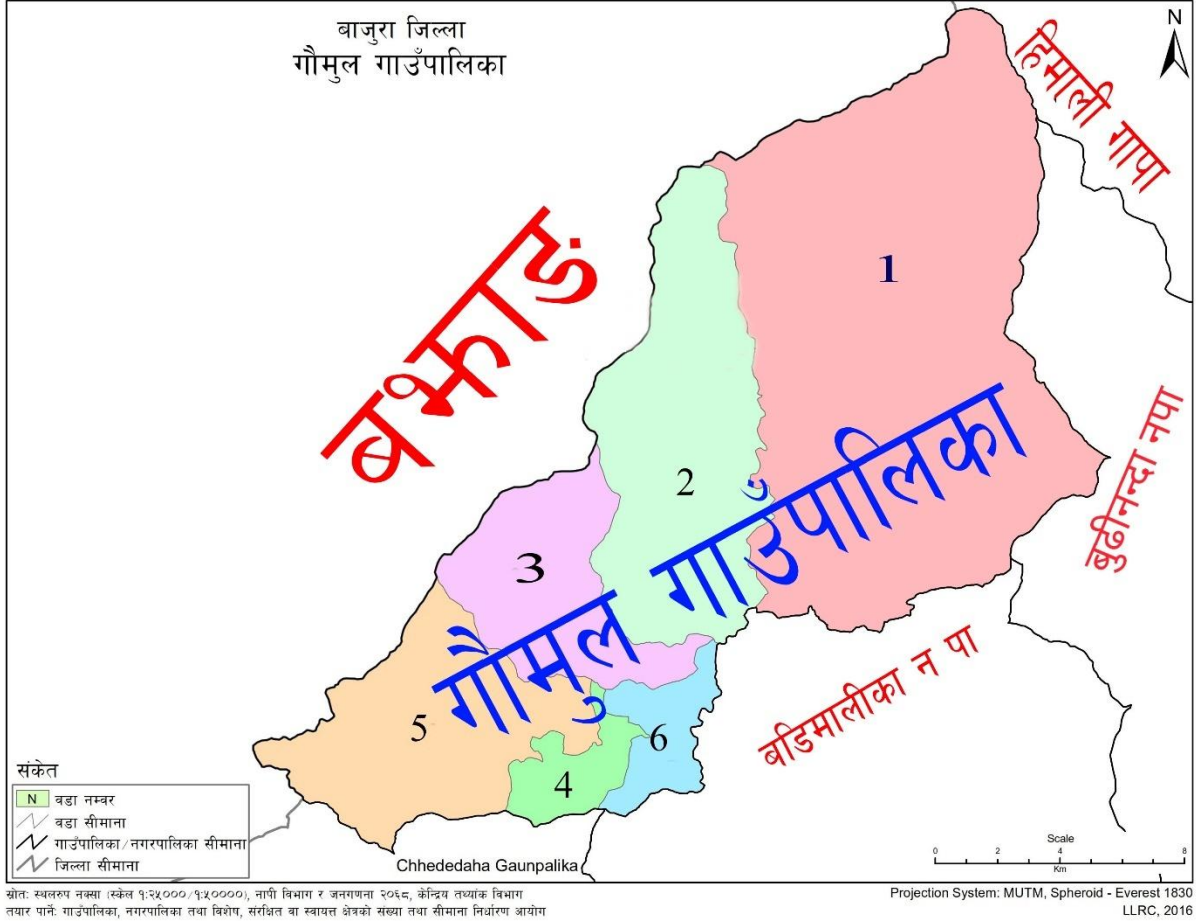 बाजुरा जिल्ला
गौमुल गाउँपालिका
N
हिमाली गापा
1
बझाङ
2
गौमुल गाउँपालिका
बुढीनन्दा नपा
3
बडिमालीका न पा
5
6
4
संकेत
N वडा नम्बर
वडा सीमाना
गाउँपालिका/नगरपालिका सीमाना
जिल्ला सीमाना
Chhededaha Gaunpalika
Scale
0 2 4 8
Km
स्रोत: स्थलरुप नक्सा (स्केल १:२५०००/१:५००००), नापी विभाग र जनगणना २०६८, केन्द्रिय तथ्यांक विभाग
तयार पार्ने: गाउँपालिका, नगरपालिका तथा विशेष, संरक्षित वा स्वायत्त क्षेत्रको संख्या तथा सीमाना निर्धारण आयोग
Projection System: MUTM, Spheroid - Everest 1830
LLRC, 2016